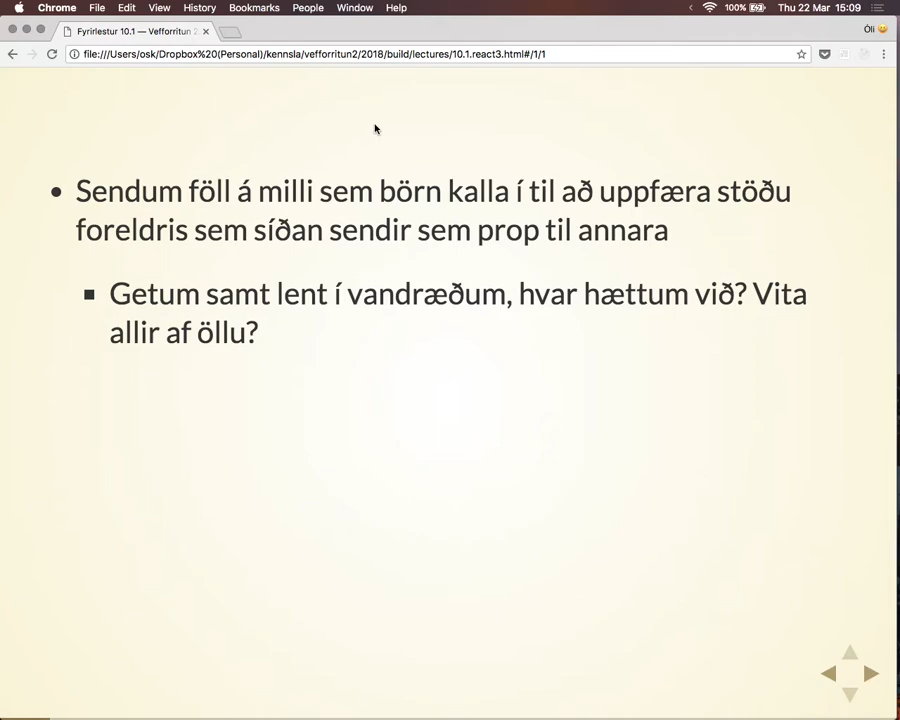 Chrome File Edit View History Bookmarks People Window Help 100% Thu 22 Mar 15:09
Fyrirlestur 10.1 — Vefforritun 2 Óli
file:///Users/osk/Dropbox%20(Personal)/kennsla/vefforritun2/2018/build/lectures/10.1.react3.html#/1/1
Sendum föll á milli sem börn kalla í til að uppfæra stöðu
foreldris sem síðan sendir sem prop til annara
Getum samt lent í vandræðum, hvar hættum við? Vita
allir af öllu?